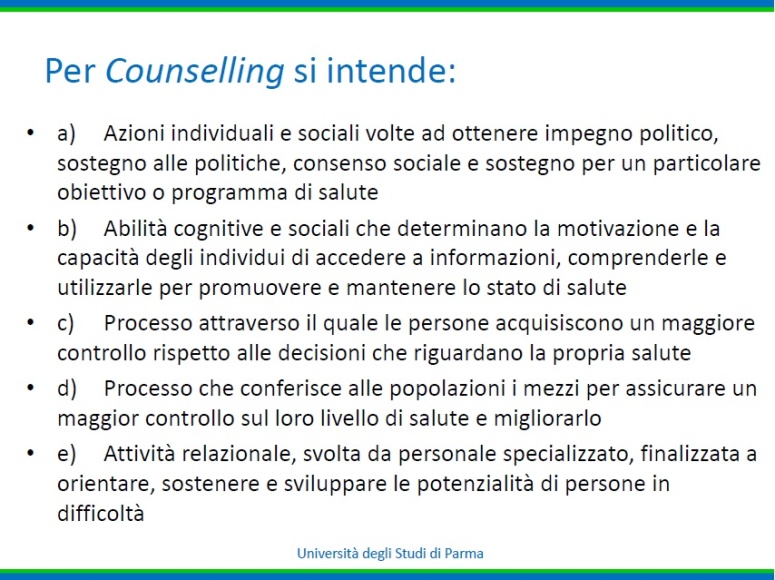 Per Counselling si intende:
• a) Azioni individuali e sociali volte ad ottenere impegno politico,
sostegno alle politiche, consenso sociale e sostegno per un particolare
obiettivo o programma di salute
• b) Abilità cognitive e sociali che determinano la motivazione e la
capacità degli individui di accedere a informazioni, comprenderle e
utilizzarle per promuovere e mantenere lo stato di salute
• c) Processo attraverso il quale le persone acquisiscono un maggiore
controllo rispetto alle decisioni che riguardano la propria salute
• d) Processo che conferisce alle popolazioni i mezzi per assicurare un
maggior controllo sul loro livello di salute e migliorarlo
• e) Attività relazionale, svolta da personale specializzato, finalizzata a
orientare, sostenere e sviluppare le potenzialità di persone in
difficoltà
Università degli Studi di Parma